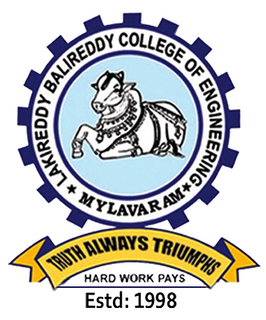 LAKIREDDY BALIREDDY COLLEGE OF ENGINEERING
MYLAVARAM
TRUTH ALWAYS TRIUMPHS
HARD WORK PAYS
Estd: 1998